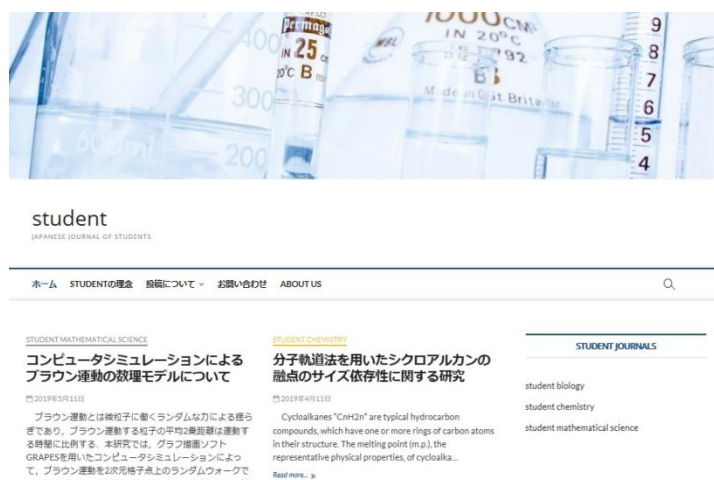 400
300
200
600ml
Permag
IN 25
20°C B
MBL
1000CM
IN 20°C
792
B
Made in Gt Brita
9
8
7
6
5
4
student
JAPANESE JOURNAL OF STUDENTS
ホーム STUDENTの理念 投稿について お問い合わせ ABOUT US
STUDENT MATHEMATICAL SCIENCE
コンピュータシミュレーションによる
ブラウン運動の数理モデルについて
2019年5月11日
ブラウン運動とは微粒子に働くランダムな力による揺ら
ぎであり，ブラウン運動する粒子の平均2乗距離は運動す
る時間に比例する．本研究では，グラフ描画ソフト
GRAPESを用いたコンピュータシミュレーションによっ
て，ブラウン運動を2次元格子点上のランダムウォークで
STUDENT CHEMISTRY
分子軌道法を用いたシクロアルカンの
融点のサイズ依存性に関する研究
2019年4月11日
Cycloalkanes "CnH2n" are typical hydrocarbon
compounds, which have one or more rings of carbon atoms
in their structure. The melting point (m.p.), the
representative physical properties, of cycloalka...
Read more... »
STUDENT JOURNALS
student biology
student chemistry
student mathematical science